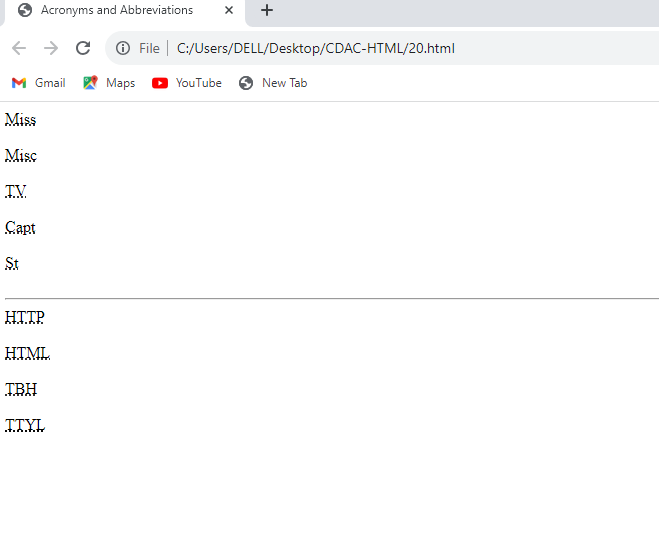 Acronyms and Abbreviations
File C:/Users/DELL/Desktop/CDAC-HTML/20.html
Gmail Maps YouTube New Tab
Miss
Misc
TV
Capt
St
HTTP
HTML
TBH
TTYL